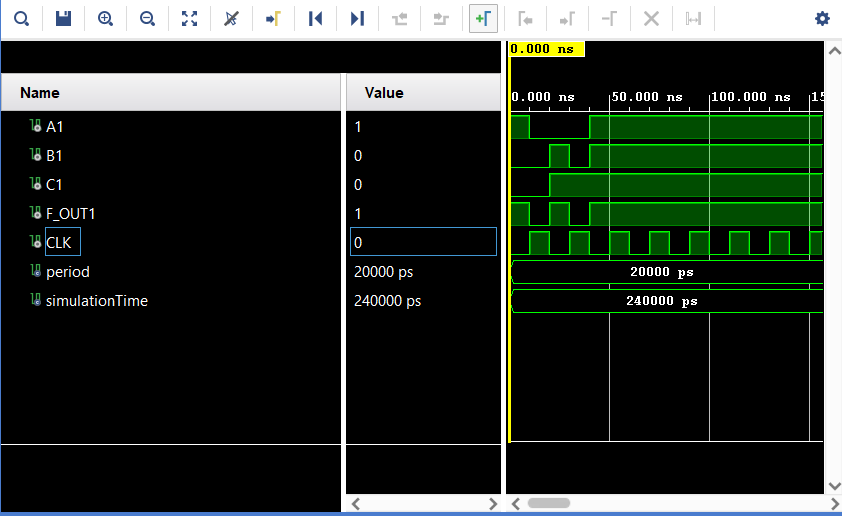 0.000 ns
Name Value
0.000 ns 50.000 ns 100.000 ns 15
A1 1
B1 0
C1 0
F_OUT1 1
CLK 0
period 20000 ps 20000 ps
simulationTime 240000 ps 240000 ps